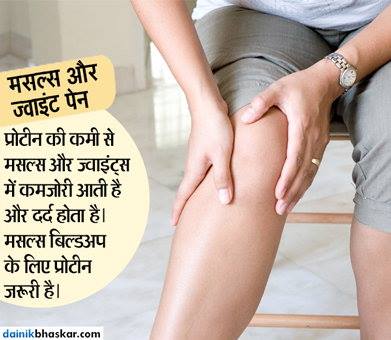 मसल्स और
ज्वाइंट पेन
प्रोटीन की कमी से
मसल्स और ज्वाइंट्स
में कमजोरी आती है
और दर्द होता है।
मसल्स बिल्डअप
के लिए प्रोटीन
जरूरी है।
dainikbhaskar.com